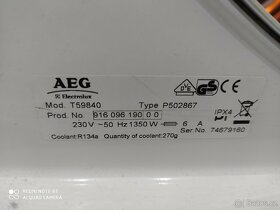 AEG
Electrolux
Mod. T59840 Type P502867
Prod. No. 916 096 190 0 0
230 V ~ 50 Hz 1350 W 6 A
IPX4
Ser.No. 74679160
Coolant:R134a Quantity of coolant:270g